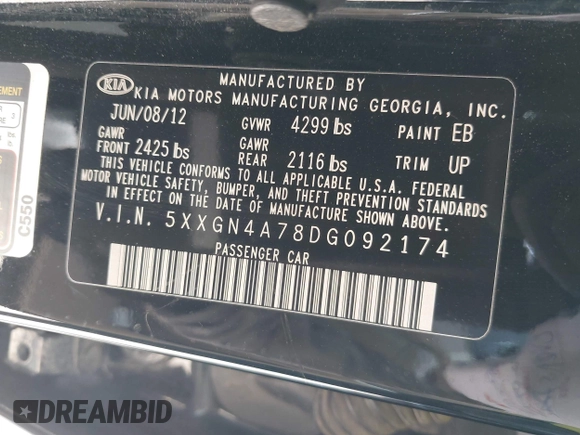 MANUFACTURED BY
KIA KIA MOTORS MANUFACTURING GEORGIA, INC.
JUN/08/12 GVWR 4299 lbs PAINT EB
GAWR FRONT 2425 lbs GAWR REAR 2116 lbs TRIM UP
THIS VEHICLE CONFORMS TO ALL APPLICABLE U.S.A. FEDERAL
MOTOR VEHICLE SAFETY, BUMPER, AND THEFT PREVENTION STANDARDS
IN EFFECT ON THE DATE OF MANUFACTURE SHOWN ABOVE.
V.I.N. 5XXGN4A78DG092174
PASSENGER CAR
EMENT
C550
DREAMBID